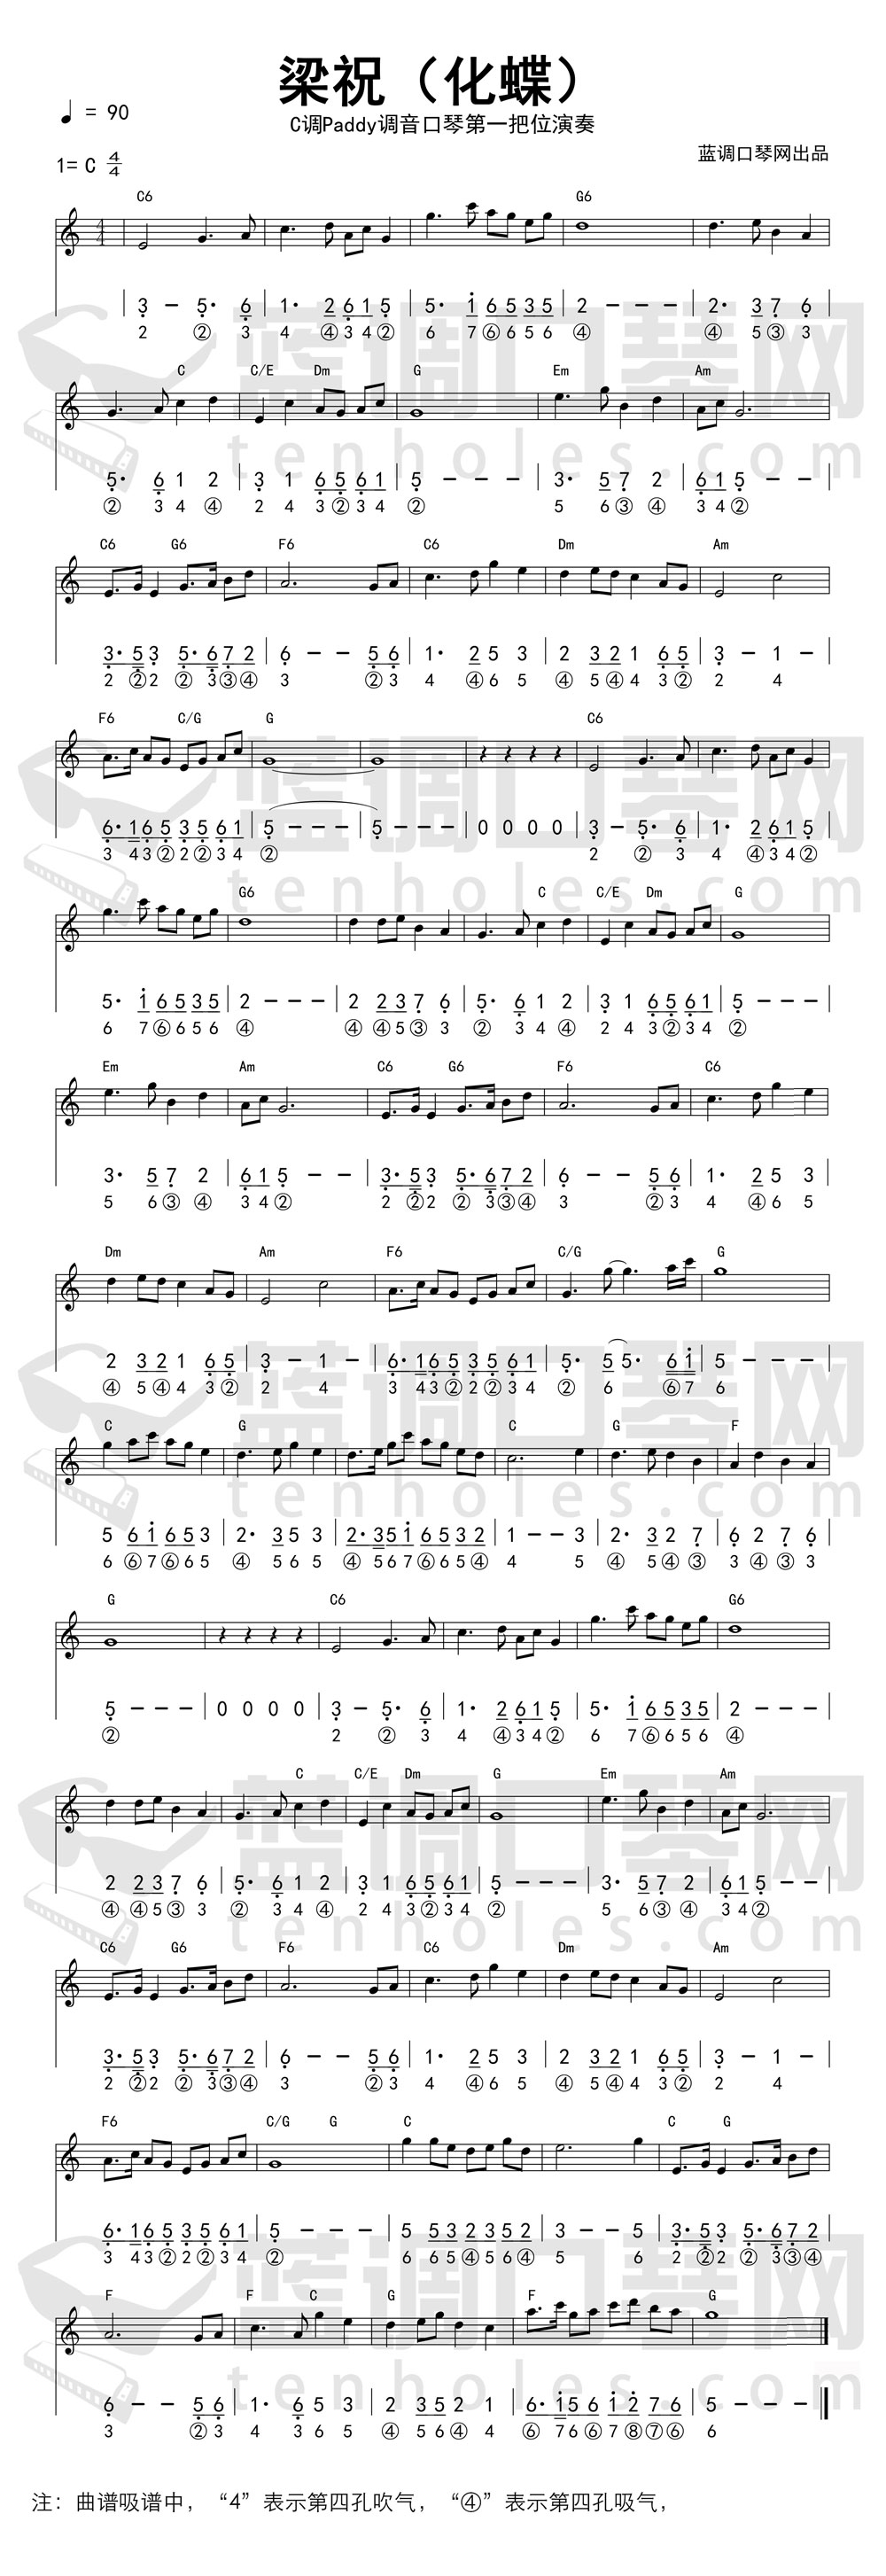 梁祝（化蝶）
♩ = 90
C调Paddy调音口琴第一把位演奏
蓝调口琴网出品
1= C 4/4
C6 G6
3 — 5· 6 | 1· 2 6 1 5 | 5· 1 6 5 3 5 | 2 — — — | 2· 3 7 6
2 ② 3 4 ④ 3 4 ② 6 7 ⑥ 6 5 6 ④ ④ 5 ③ 3
蓝调口琴网
tenholes.com
C C/E Dm G Em Am
5· 6 1 2 | 3 1 6 5 6 1 | 5 — — — | 3· 5 7 2 | 6 1 5 — —
② 3 4 ④ 2 4 3 ② 3 4 ② 5 6 ③ ④ 3 4 ②
C6 G6 F6 C6 Dm Am
3· 5 3 5· 6 7 2 | 6 — — 5 6 | 1· 2 5 3 | 2 3 2 1 6 5 | 3 — 1 —
2 ② 2 ② 3 ③ ④ 3 ② 3 4 ④ 6 5 ④ 5 ④ 4 3 ② 2 4
F6 C/G G C6
6· 1 6 5 3 5 6 1 | 5 — — — | 5 — — — | 0 0 0 0 | 3 — 5· 6 | 1· 2 6 1 5
3 4 3 ② 2 ② 3 4 ② 2 ② 3 4 ④ 3 4 ②
蓝调口琴网
tenholes.com
G6 C C/E Dm G
5· 1 6 5 3 5 | 2 — — — | 2 2 3 7 6 | 5· 6 1 2 | 3 1 6 5 6 1 | 5 — — —
6 7 ⑥ 6 5 6 ④ ④ ④ 5 ③ 3 ② 3 4 ④ 2 4 3 ② 3 4 ②
Em Am C6 G6 F6 C6
3· 5 7 2 | 6 1 5 — — | 3· 5 3 5· 6 7 2 | 6 — — 5 6 | 1· 2 5 3
5 6 ③ ④ 3 4 ② 2 ② 2 ② 3 ③ ④ 3 ② 3 4 ④ 6 5
Dm Am F6 C/G G
2 3 2 1 6 5 | 3 — 1 — | 6· 1 6 5 3 5 6 1 | 5· 5 5· 6 1 | 5 — — —
④ 5 ④ 4 3 ② 2 4 3 4 3 ② 2 ② 3 4 ② 6 ⑥ 7 6
蓝调口琴网
tenholes.com
C G C G F
5 6 1 6 5 3 | 2· 3 5 3 | 2· 3 5 1 6 5 3 2 | 1 — — 3 | 2· 3 2 7 | 6 2 7 6
6 ⑥ 7 ⑥ 6 5 ④ 5 6 5 ④ 5 6 7 ⑥ 6 5 ④ 4 5 ④ 5 ④ ③ 3 ④ ③ 3
G C6 G6
5 — — — | 0 0 0 0 | 3 — 5· 6 | 1· 2 6 1 5 | 5· 1 6 5 3 5 | 2 — — —
② 2 ② 3 4 ④ 3 4 ② 6 7 ⑥ 6 5 6 ④
C C/E Dm G Em Am
2 2 3 7 6 | 5· 6 1 2 | 3 1 6 5 6 1 | 5 — — — | 3· 5 7 2 | 6 1 5 — —
④ ④ 5 ③ 3 ② 3 4 ④ 2 4 3 ② 3 4 ② 5 6 ③ ④ 3 4 ②
蓝调口琴网
tenholes.com
C6 G6 F6 C6 Dm Am
3· 5 3 5· 6 7 2 | 6 — — 5 6 | 1· 2 5 3 | 2 3 2 1 6 5 | 3 — 1 —
2 ② 2 ② 3 ③ ④ 3 ② 3 4 ④ 6 5 ④ 5 ④ 4 3 ② 2 4
F6 C/G G C C G
6· 1 6 5 3 5 6 1 | 5 — — — | 5 5 3 2 3 5 2 | 3 — — 5 | 3· 5 3 5· 6 7 2
3 4 3 ② 2 ② 3 4 ② 6 6 5 ④ 5 6 ④ 5 6 2 ② 2 ② 3 ③ ④
蓝调口琴网
tenholes.com
F F C G F G
6 — — 5 6 | 1· 6 5 3 | 2 3 5 2 1 | 6· 1 5 6 1 2 7 6 | 5 — — —
3 ② 3 4 3 6 5 ④ 5 6 ④ 4 ⑥ 7 6 ⑥ 7 ⑧ ⑦ ⑥ 6
注：曲谱吸谱中，“4”表示第四孔吹气，“④”表示第四孔吸气，